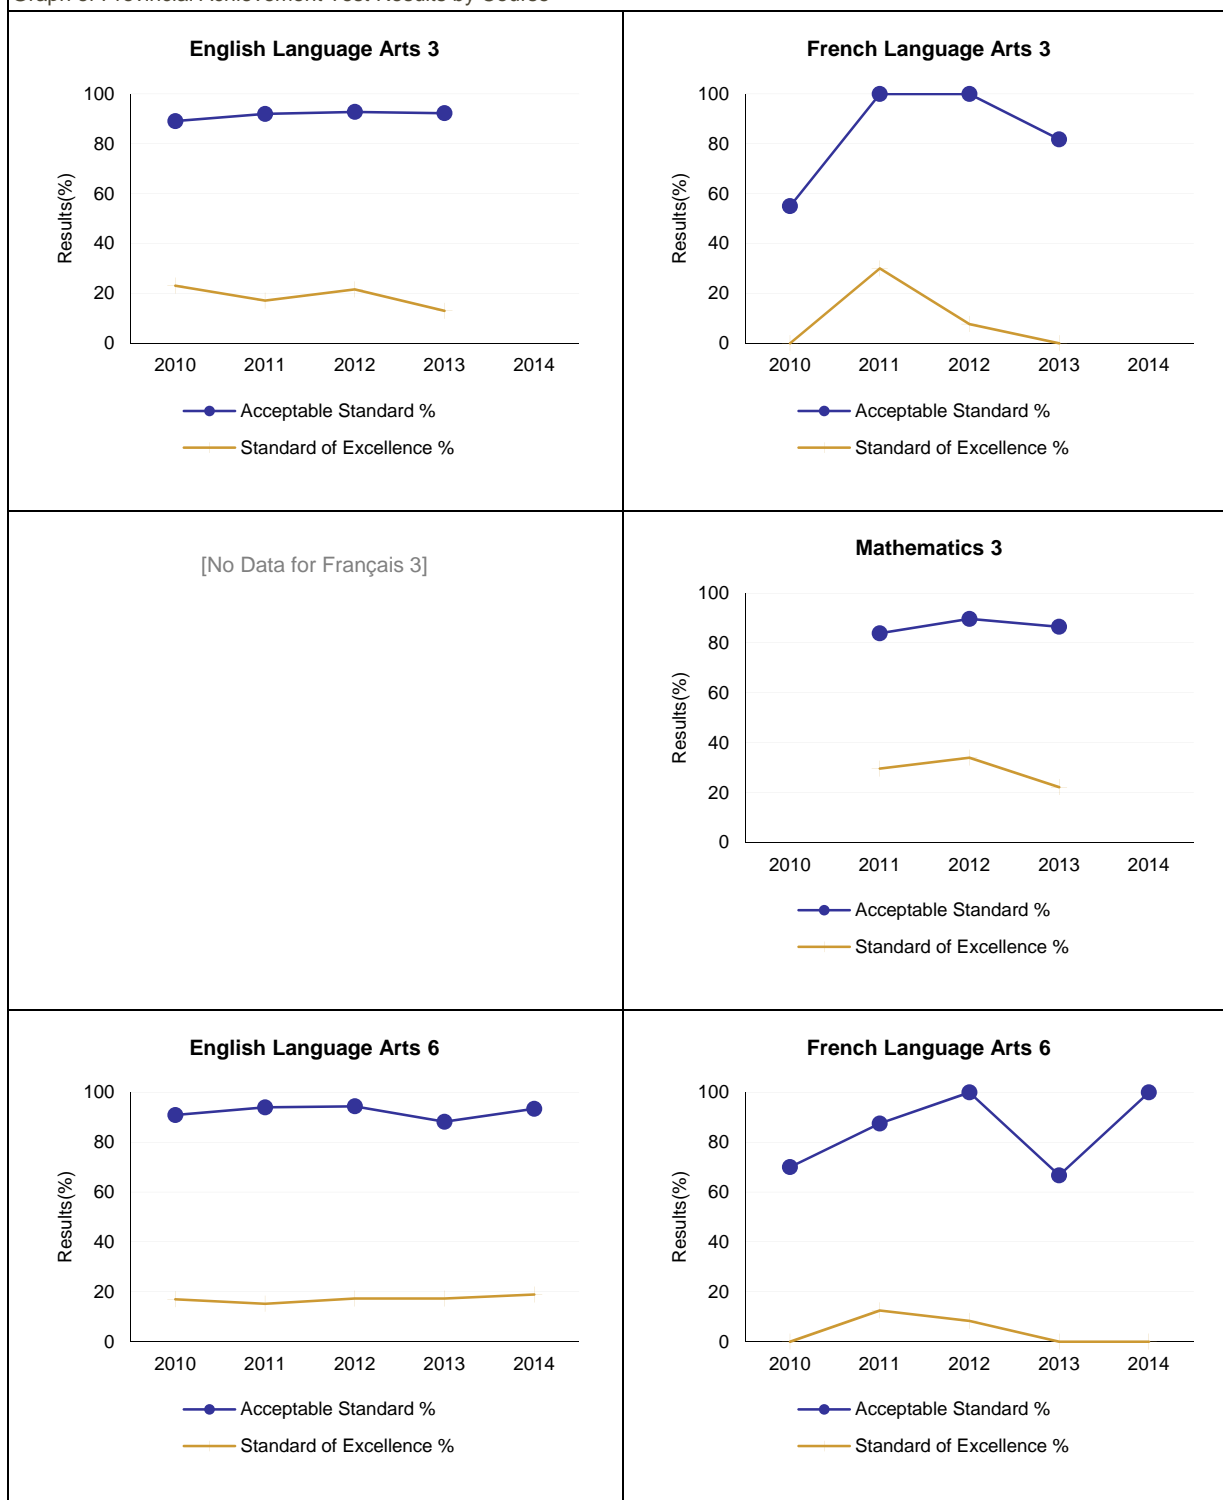 English Language Arts 3
100
80
60
40
20
0
Results(%)
2010 2011 2012 2013 2014
Acceptable Standard %
Standard of Excellence %
French Language Arts 3
100
80
60
40
20
0
Results(%)
2010 2011 2012 2013 2014
Acceptable Standard %
Standard of Excellence %
[No Data for Français 3]
Mathematics 3
100
80
60
40
20
0
Results(%)
2010 2011 2012 2013 2014
Acceptable Standard %
Standard of Excellence %
English Language Arts 6
100
80
60
40
20
0
Results(%)
2010 2011 2012 2013 2014
Acceptable Standard %
Standard of Excellence %
French Language Arts 6
100
80
60
40
20
0
Results(%)
2010 2011 2012 2013 2014
Acceptable Standard %
Standard of Excellence %